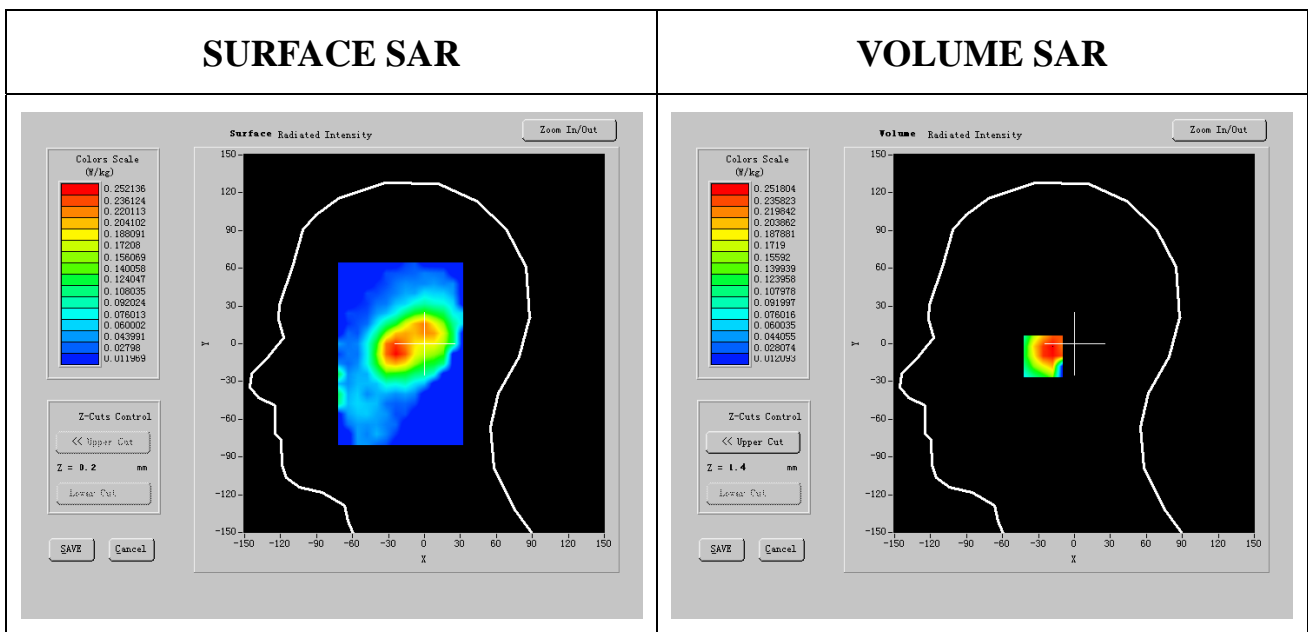 SURFACE SAR
VOLUME SAR
Surface Radiated Intensity
Zoom In/Out
Colors Scale
(W/kg)
0.252136
0.236124
0.220113
0.204102
0.188091
0.17208
0.156069
0.140058
0.124047
0.108035
0.092024
0.076013
0.060002
0.043991
0.02798
0.011969
Z-Cuts Control
<< Upper Cut
Z = 0.2 mm
Lower Cut
SAVE
Cancel
150
120
90
60
30
0
-30
-60
-90
-120
-150
Y
-150 -120 -90 -60 -30 0 30 60 90 120 150
X
Volume Radiated Intensity
Zoom In/Out
Colors Scale
(W/kg)
0.251804
0.235823
0.219842
0.203862
0.187881
0.1719
0.15592
0.139939
0.123958
0.107978
0.091997
0.076016
0.060035
0.044055
0.028074
0.012093
Z-Cuts Control
<< Upper Cut
Z = 1.4 mm
Lower Cut
SAVE
Cancel
150
120
90
60
30
0
-30
-60
-90
-120
-150
Y
-150 -120 -90 -60 -30 0 30 60 90 120 150
X